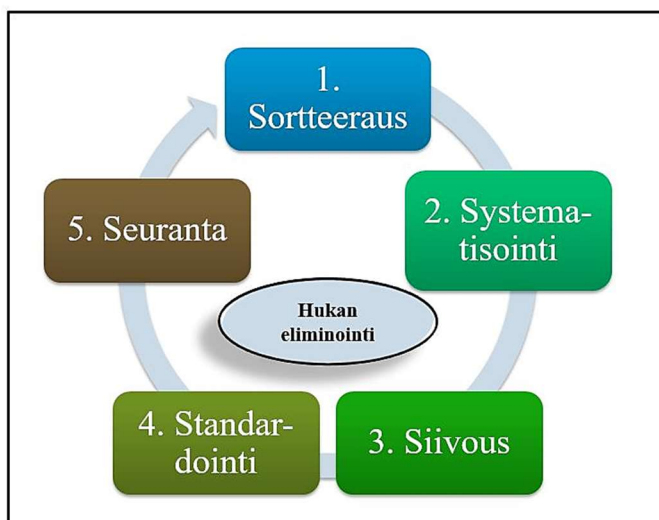 1.
Sortteeraus
2. Systema-
tisointi
3. Siivous
4. Standar-
dointi
5. Seuranta
Hukan
eliminointi